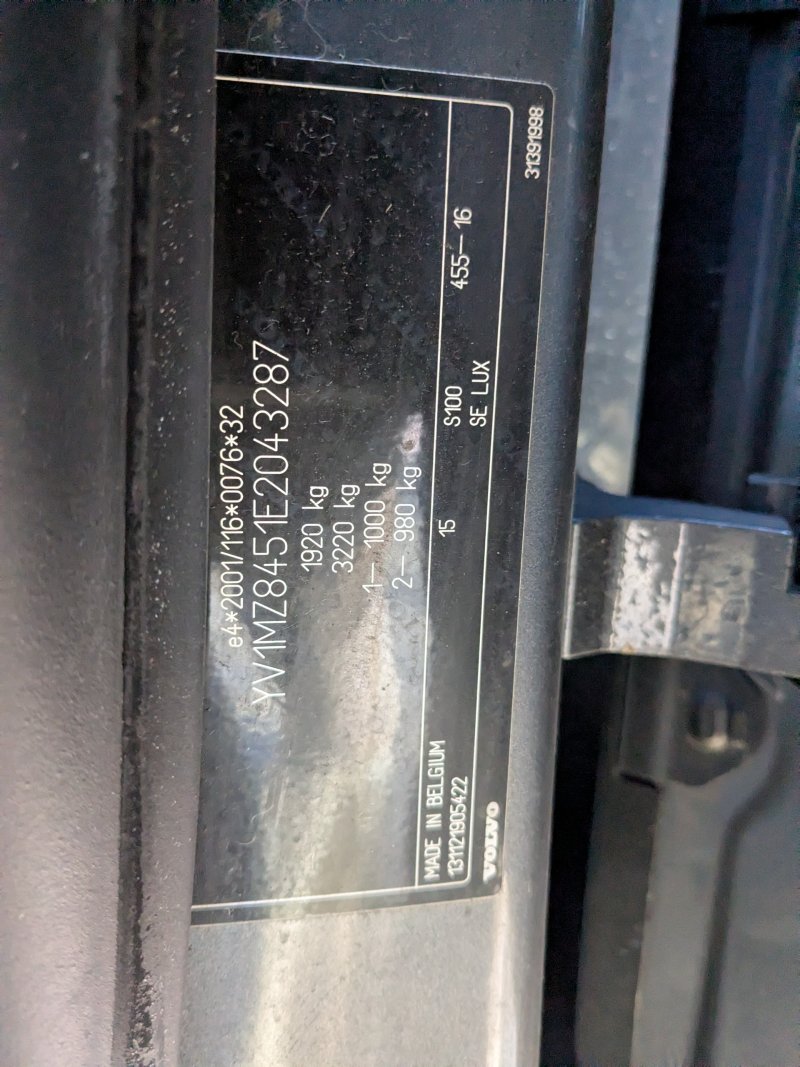 e4*2001/116*0076*32
YV1MZ8451E2043287
1920 kg
3220 kg
1– 1000 kg
2– 980 kg
MADE IN BELGIUM 15 S100 455– 16
131121905422 SE LUX
VOLVO 31391998